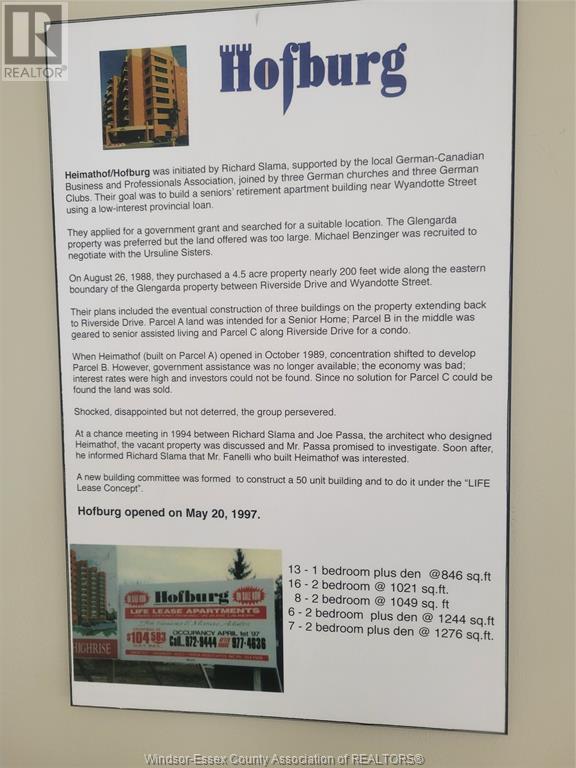 REALTOR®
Hofburg
Heimathof/Hofburg was initiated by Richard Slama, supported by the local German-Canadian
Business and Professionals Association, joined by three German churches and three German
Clubs. Their goal was to build a seniors' retirement apartment building near Wyandotte Street
using a low-interest provincial loan.
They applied for a government grant and searched for a suitable location. The Glengarda
property was preferred but the land offered was too large. Michael Benzinger was recruited to
negotiate with the Ursuline Sisters.
On August 26, 1988, they purchased a 4.5 acre property nearly 200 feet wide along the eastern
boundary of the Glengarda property between Riverside Drive and Wyandotte Street.
Their plans included the eventual construction of three buildings on the property extending back
to Riverside Drive. Parcel A land was intended for a Senior Home; Parcel B in the middle was
geared to senior assisted living and Parcel C along Riverside Drive for a condo.
When Heimathof (built on Parcel A) opened in October 1989, concentration shifted to develop
Parcel B. However, government assistance was no longer available; the economy was bad;
interest rates were high and investors could not be found. Since no solution for Parcel C could be
found the land was sold.
Shocked, disappointed but not deterred, the group persevered.
At a chance meeting in 1994 between Richard Slama and Joe Passa, the architect who designed
Heimathof, the vacant property was discussed and Mr. Passa promised to investigate. Soon after,
he informed Richard Slama that Mr. Fanelli who built Heimathof was interested.
A new building committee was formed to construct a 50 unit building and to do it under the "LIFE
Lease Concept".
Hofburg opened on May 20, 1997.
13 - 1 bedroom plus den @846 sq.ft
16 - 2 bedroom @ 1021 sq.ft.
8 - 2 bedroom @ 1049 sq. ft
6 - 2 bedroom plus den @ 1244 sq.ft
7 - 2 bedroom plus den @ 1276 sq.ft.
Hofburg
LIFE LEASE APARTMENTS
$104,583
OCCUPANCY APRIL 1st '97
Call..972-9444
977-4636
HIGHRISE
Windsor-Essex County Association of REALTORS®